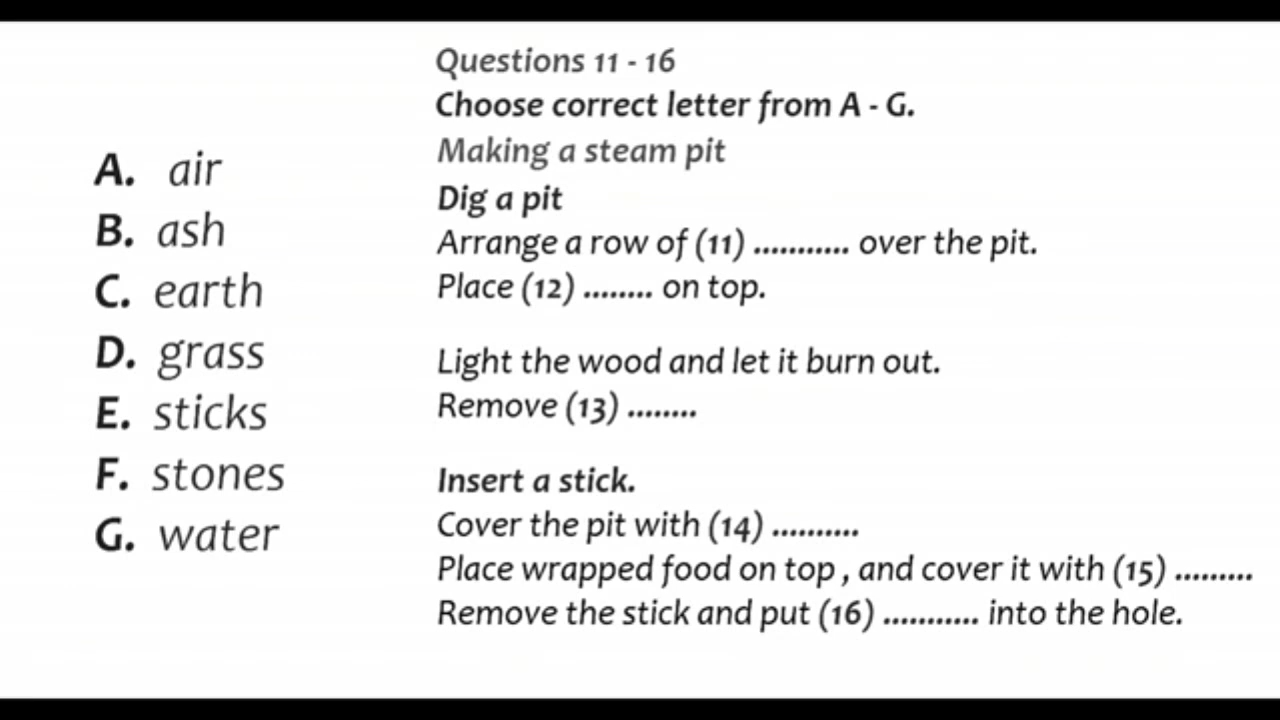 A. air
B. ash
C. earth
D. grass
E. sticks
F. stones
G. water
Questions 11 - 16
Choose correct letter from A - G.
Making a steam pit
Dig a pit
Arrange a row of (11) ........... over the pit.
Place (12) ........ on top.
Light the wood and let it burn out.
Remove (13) ........
Insert a stick.
Cover the pit with (14) ..........
Place wrapped food on top , and cover it with (15) .........
Remove the stick and put (16) ........... into the hole.